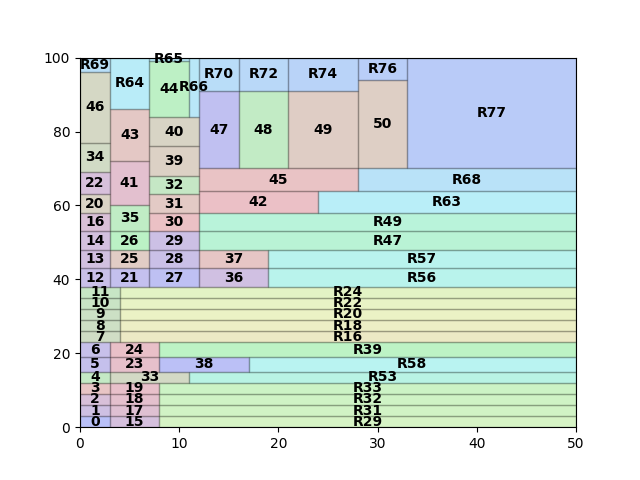 100
R69 R64 R65 R66 R70 R72 R74 R76 R77
46 44 47 48 49 50
80
43 40
34 41 39
22 32 45 R68
60
20 31 42 R63
16 35 30 R49
14 26 29 R47
13 25 28 37 R57
40
12 21 27 36 R56
11 R24
10 R22
9 R20
8 R18
7 R16
20
6 24 R39
5 23 38 R58
4 33 R53
3 19 R33
2 18 R32
1 17 R31
0 0 15 R29
0 10 20 30 40 50